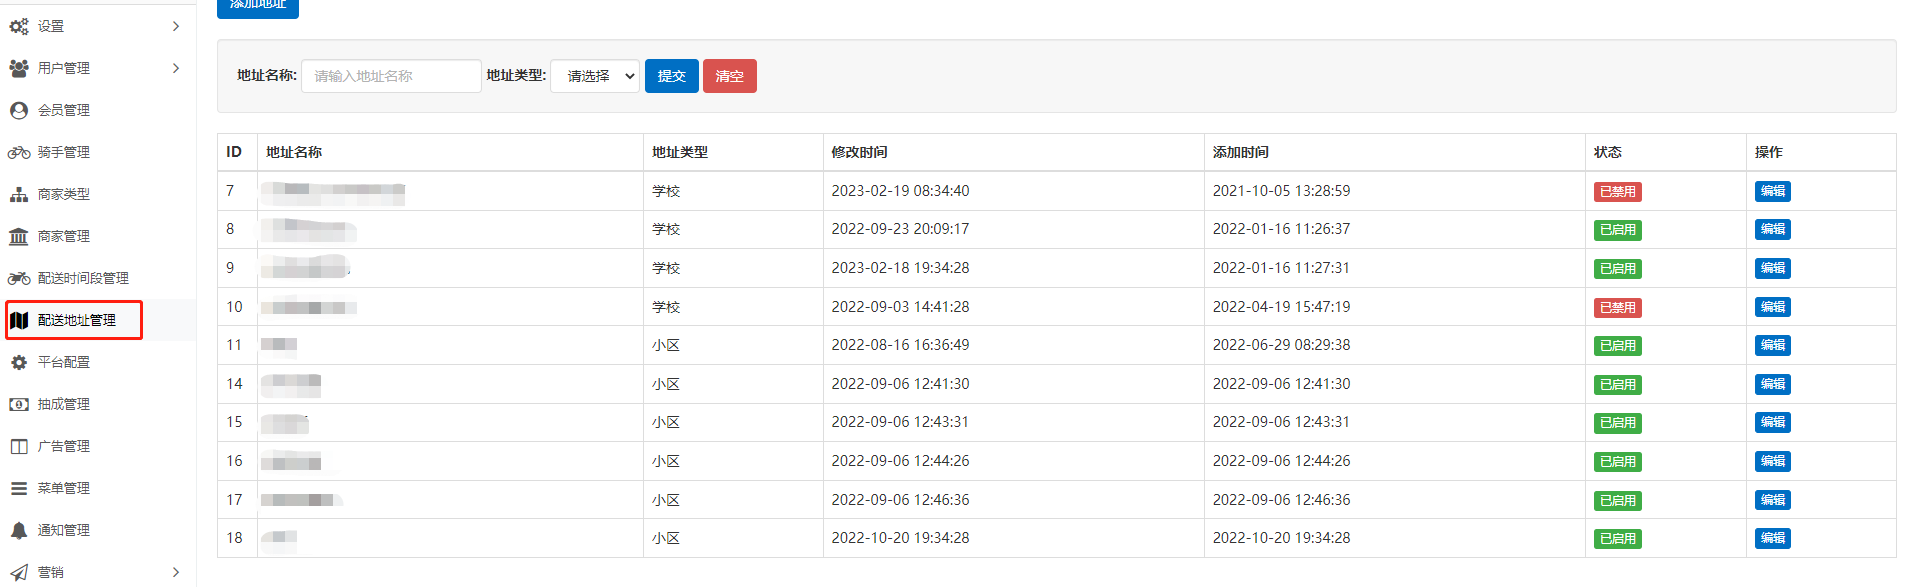 添加地址
设置
用户管理
会员管理
骑手管理
商家类型
商家管理
配送时间段管理
配送地址管理
平台配置
抽成管理
广告管理
菜单管理
通知管理
营销
地址名称: 请输入地址名称 地址类型: 请选择 提交 清空
ID 地址名称 地址类型 修改时间 添加时间 状态 操作
7 学校 2023-02-19 08:34:40 2021-10-05 13:28:59 已禁用 编辑
8 学校 2022-09-23 20:09:17 2022-01-16 11:26:37 已启用 编辑
9 学校 2023-02-18 19:34:28 2022-01-16 11:27:31 已启用 编辑
10 学校 2022-09-03 14:41:28 2022-04-19 15:47:19 已禁用 编辑
11 小区 2022-08-16 16:36:49 2022-06-29 08:29:38 已启用 编辑
14 小区 2022-09-06 12:41:30 2022-09-06 12:41:30 已启用 编辑
15 小区 2022-09-06 12:43:31 2022-09-06 12:43:31 已启用 编辑
16 小区 2022-09-06 12:44:26 2022-09-06 12:44:26 已启用 编辑
17 小区 2022-09-06 12:46:36 2022-09-06 12:46:36 已启用 编辑
18 小区 2022-10-20 19:34:28 2022-10-20 19:34:28 已启用 编辑